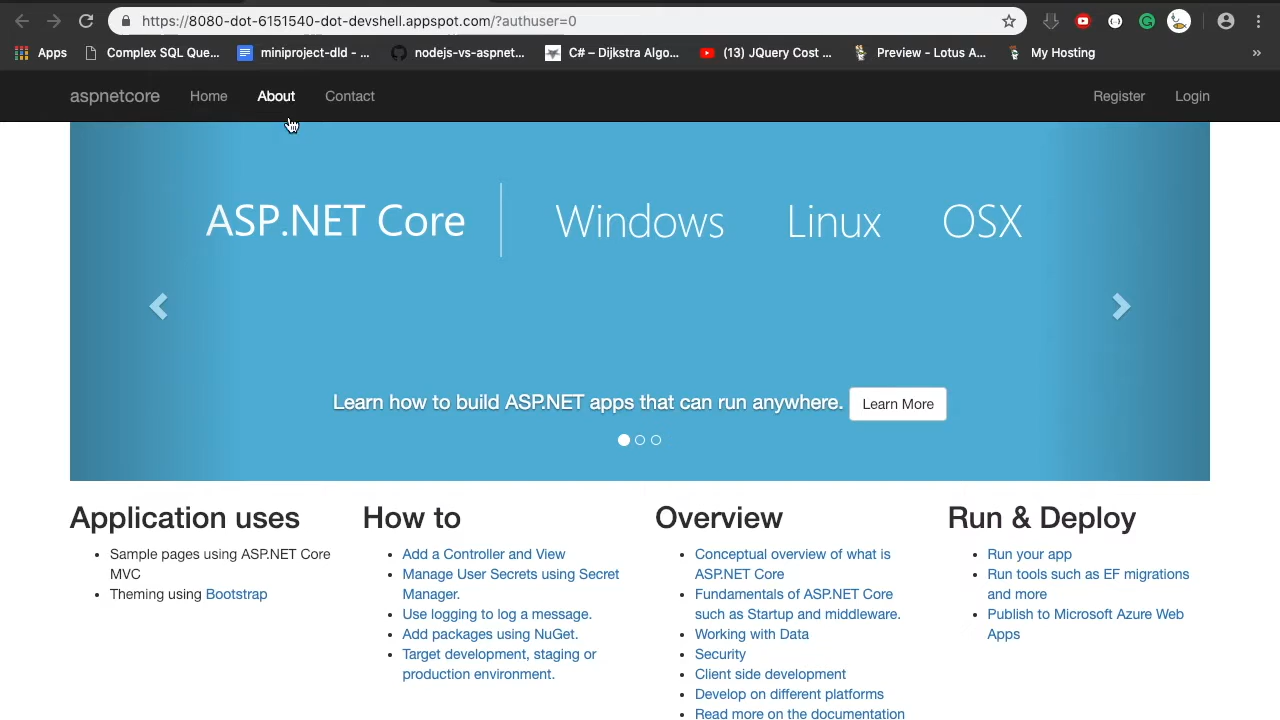 https://8080-dot-6151540-dot-devshell.appspot.com/?authuser=0
Apps
Complex SQL Que...
miniproject-dld - ...
nodejs-vs-aspnet...
C# – Dijkstra Algo...
(13) JQuery Cost ...
Preview - Lotus A...
My Hosting
»
aspnetcore Home About Contact Register Login
ASP.NET Core Windows Linux OSX
Learn how to build ASP.NET apps that can run anywhere. Learn More
Application uses
Sample pages using ASP.NET Core
MVC
Theming using Bootstrap
How to
Add a Controller and View
Manage User Secrets using Secret
Manager.
Use logging to log a message.
Add packages using NuGet.
Target development, staging or
production environment.
Overview
Conceptual overview of what is
ASP.NET Core
Fundamentals of ASP.NET Core
such as Startup and middleware.
Working with Data
Security
Client side development
Develop on different platforms
Read more on the documentation
Run & Deploy
Run your app
Run tools such as EF migrations
and more
Publish to Microsoft Azure Web
Apps